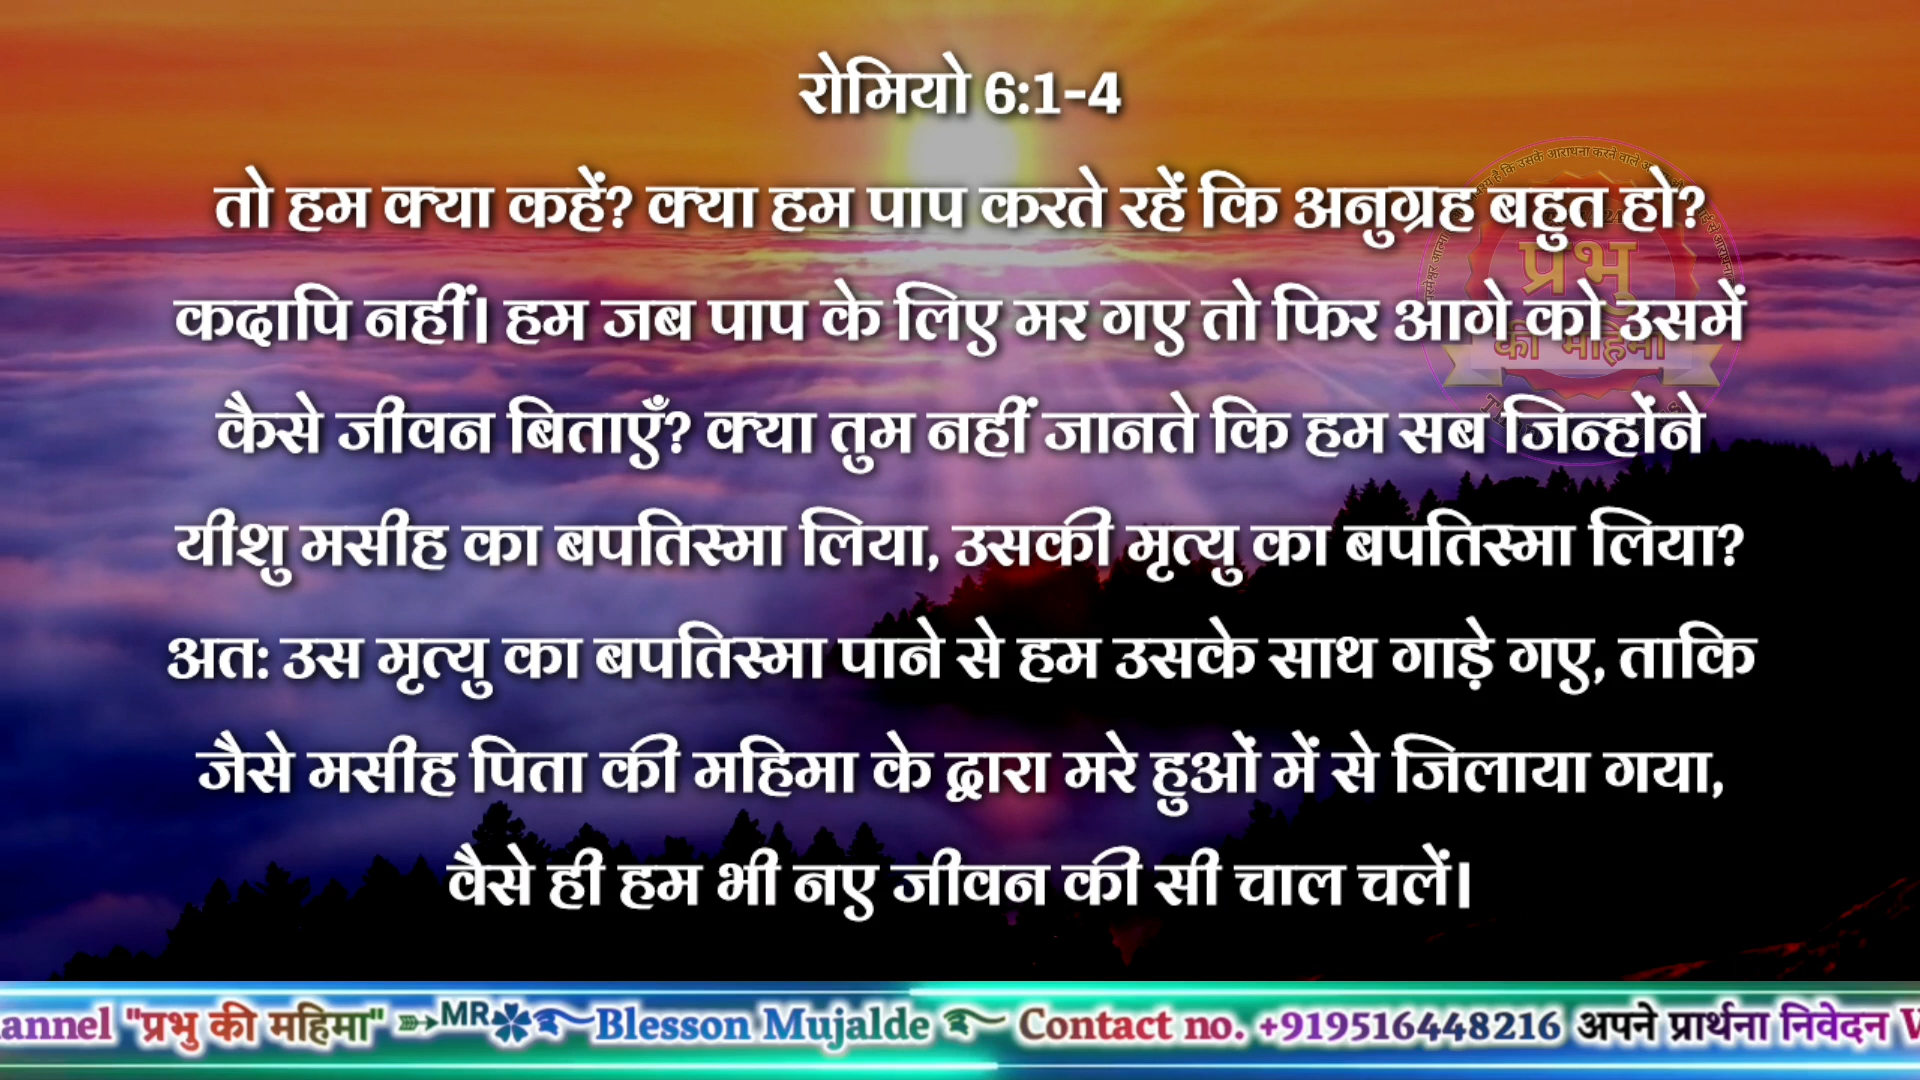 रोमियो 6:1-4
तो हम क्या कहें? क्या हम पाप करते रहें कि अनुग्रह बहुत हो?
कदापि नहीं। हम जब पाप के लिए मर गए तो फिर आगे को उसमें
कैसे जीवन बिताएँ? क्या तुम नहीं जानते कि हम सब जिन्होंने
यीशु मसीह का बपतिस्मा लिया, उसकी मृत्यु का बपतिस्मा लिया?
अत: उस मृत्यु का बपतिस्मा पाने से हम उसके साथ गाड़े गए, ताकि
जैसे मसीह पिता की महिमा के द्वारा मरे हुओं में से जिलाया गया,
वैसे ही हम भी नए जीवन की सी चाल चलें।
प्रभु
की महिमा
annel "प्रभु की महिमा" ➳MR Blesson Mujalde Contact no. +919516448216 अपने प्रार्थना निवेदन